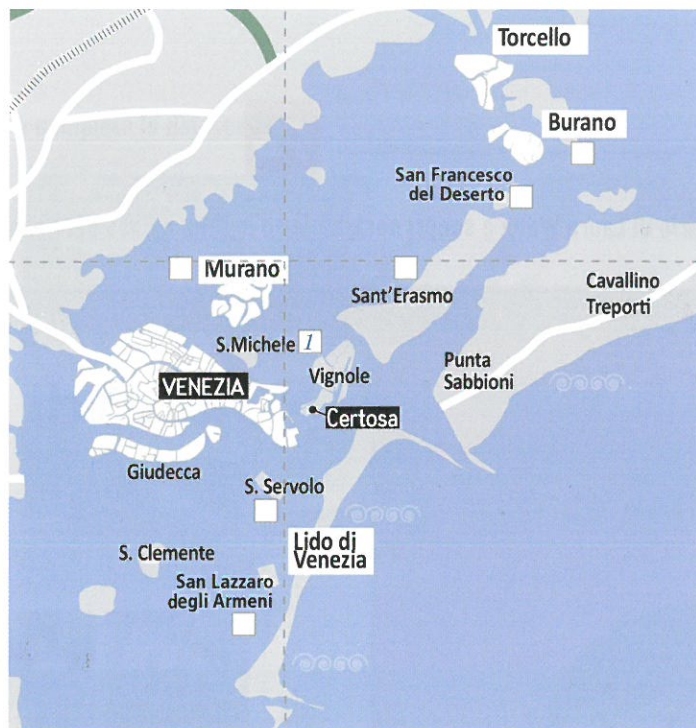 Torcello
Burano
San Francesco
del Deserto
Murano
Sant'Erasmo
Cavallino
Treporti
S.Michele 1
Vignole
Punta
Sabbioni
VENEZIA
Certosa
Giudecca
S. Servolo
Lido di
Venezia
S. Clemente
San Lazzaro
degli Armeni